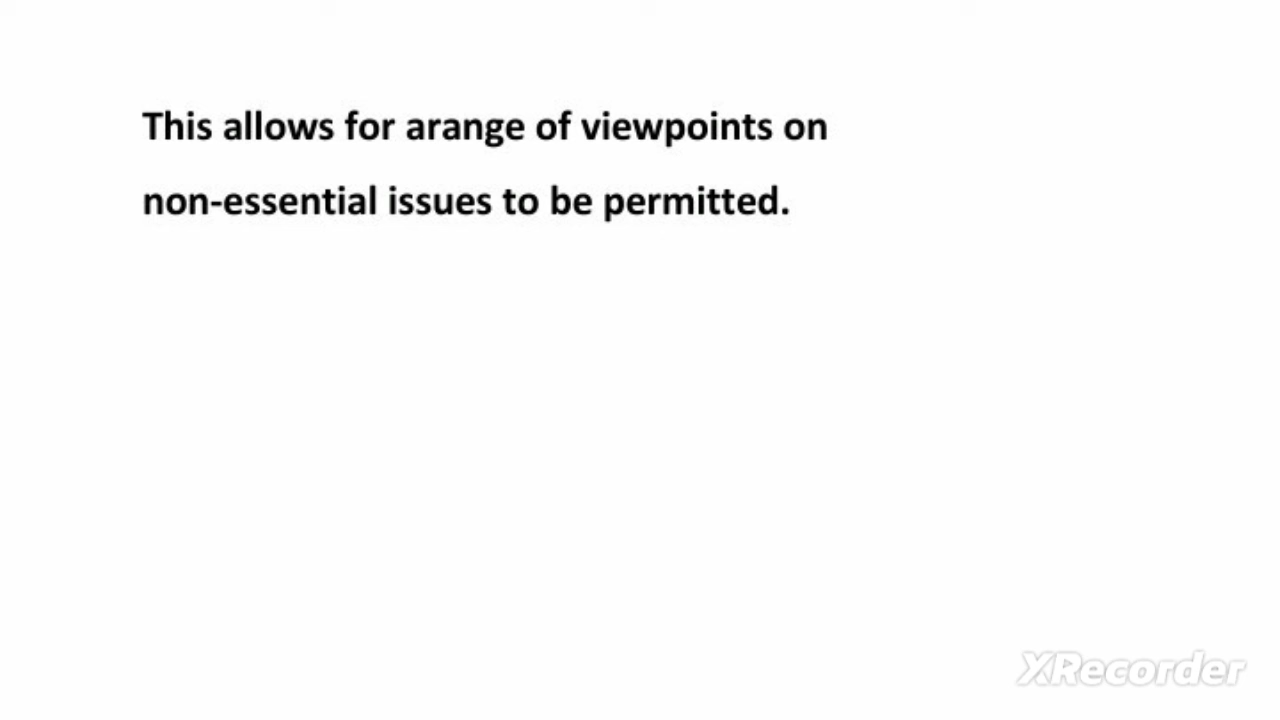 This allows for arange of viewpoints on
non-essential issues to be permitted.
XRecorder